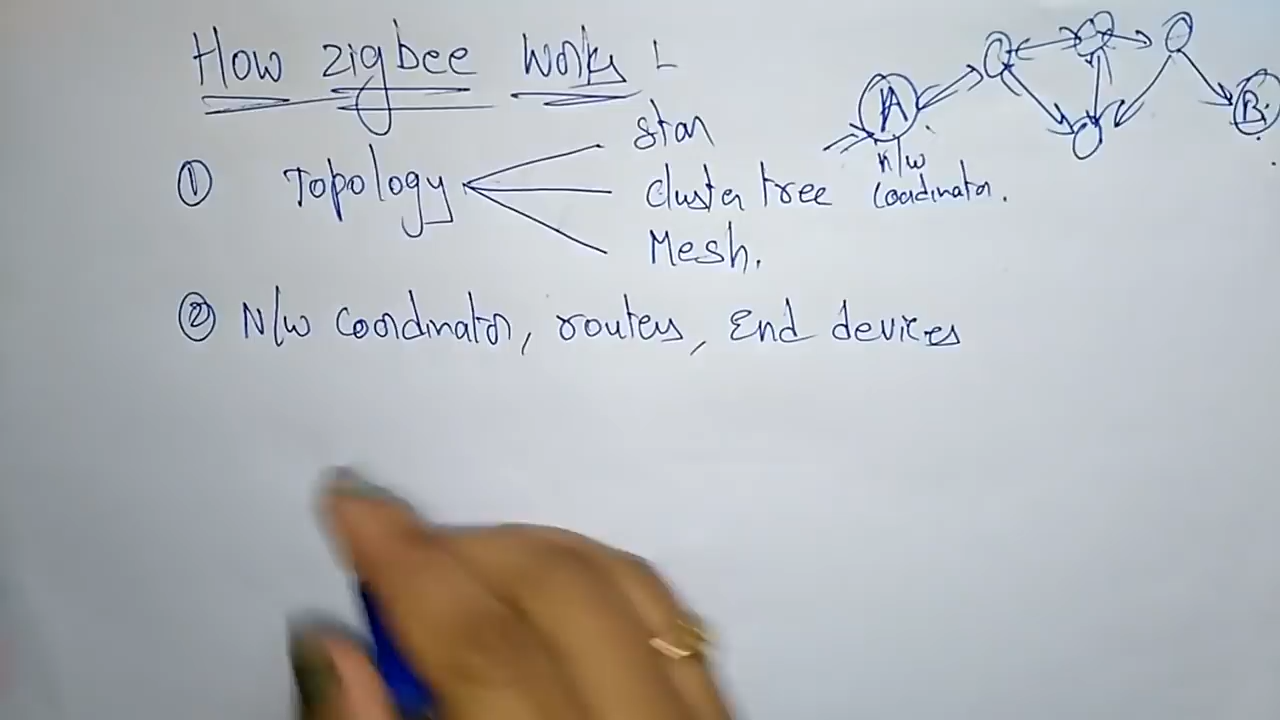 How zigbee Works
A
B.
N/w
Coordinator.
① Topology
Star
Cluster tree
Mesh.
② N/w Coordinator, routers, End devices